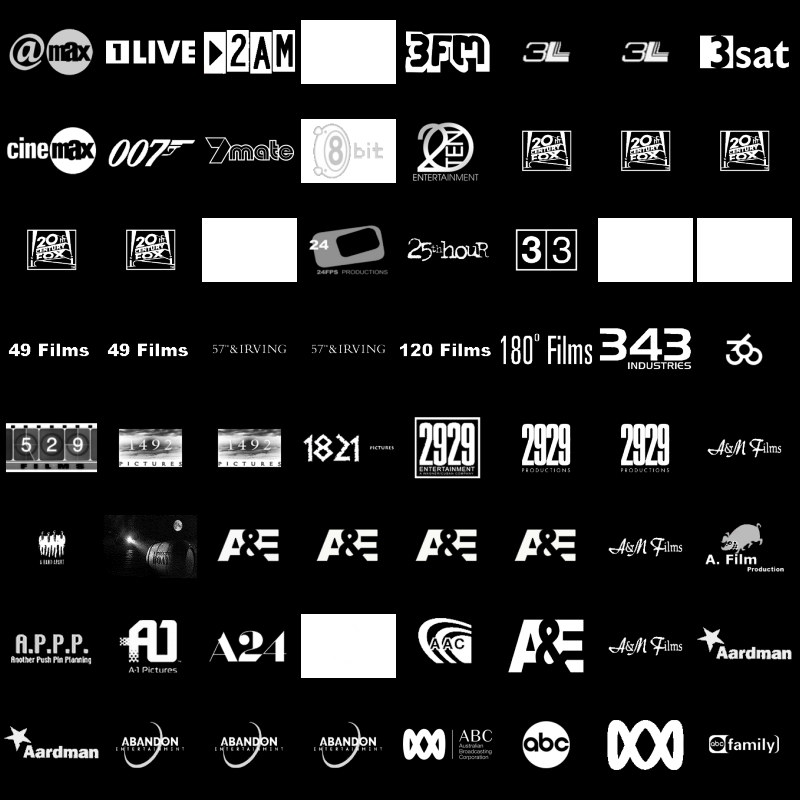 @max 1LIVE 2AM 3FM 3L 3L 3sat
cinemax 007 7mate 8bit 2 TEN 20th 20th 20th
ENTERTAINMENT CENTURY CENTURY CENTURY
FOX FOX FOX
20th 20th 24 25th hour 33
CENTURY CENTURY 24FPS PRODUCTIONS
FOX FOX
49 Films 49 Films 57th & IRVING 57th & IRVING 120 Films 180° Films 343 36
INDUSTRIES
529 1492 1492 1821 PICTURES 2929 2929 2929 A&M Films
FILMS PICTURES PICTURES ENTERTAINMENT PRODUCTIONS PRODUCTIONS
A BAND APART A&E A&E A&E A&E A&M Films A. Film
Production
A.P.P.P. A1 A24 AAC A&E A&M Films Aardman
Another Push Pin Planning A-1 Pictures
Aardman ABANDON ABANDON ABANDON ABC abc abc family
ENTERTAINMENT ENTERTAINMENT ENTERTAINMENT Australian
Broadcasting
Corporation